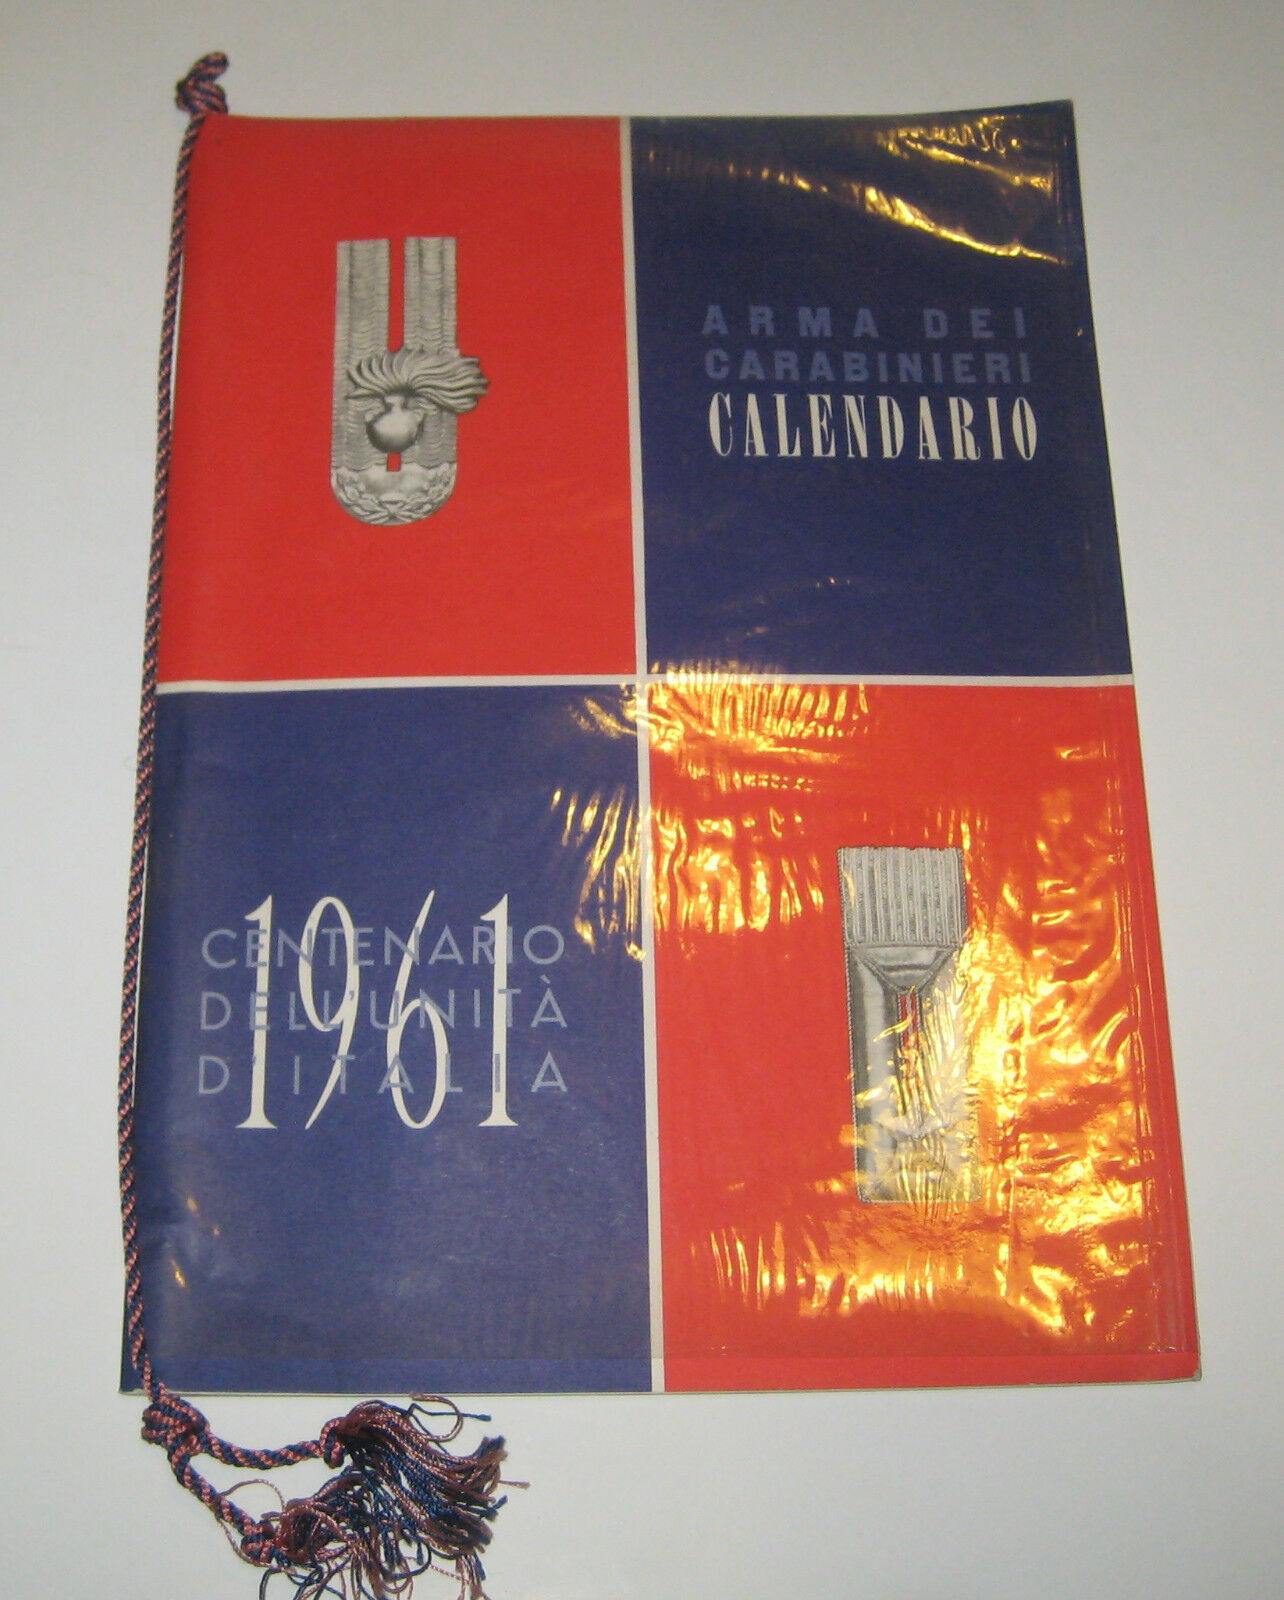 ARMA DEI
CARABINIERI
CALENDARIO
1961
CENTENARIO
DELL'UNITÀ
D'ITALIA